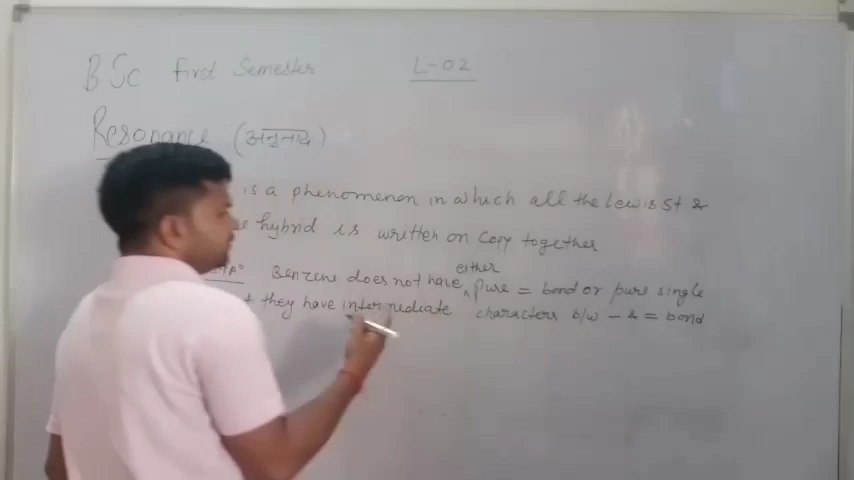 BSc First Semester L-02
Resonance (अनुनाद)
is a phenomenon in which all the Lewis St &
hybrid is written on Copy together
either
Benzene does not have pure = bond or pure single
they have intermediate characters b/w - & = bond